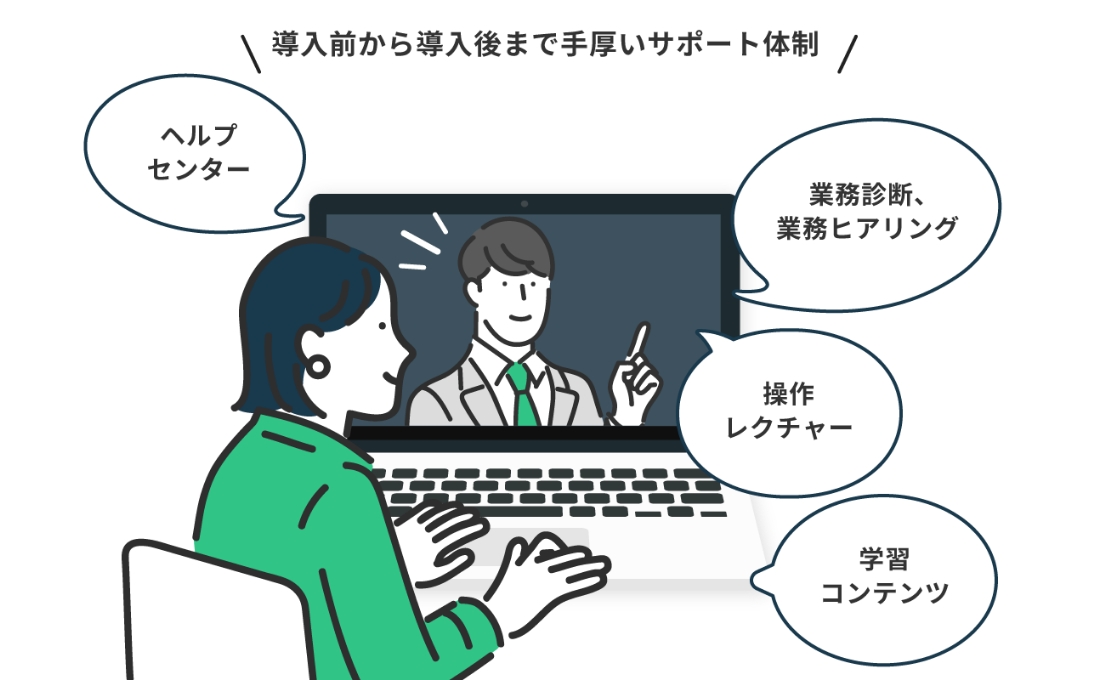 導入前から導入後まで手厚いサポート体制
ヘルプ
センター
業務診断、
業務ヒアリング
操作
レクチャー
学習
コンテンツ